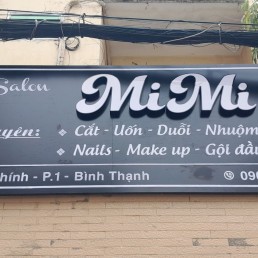 Salon MiMi
uyên: Cắt - Uốn - Duỗi - Nhuộm
Nails - Make up - Gội đầu
hính - P.1 - Bình Thạnh 090